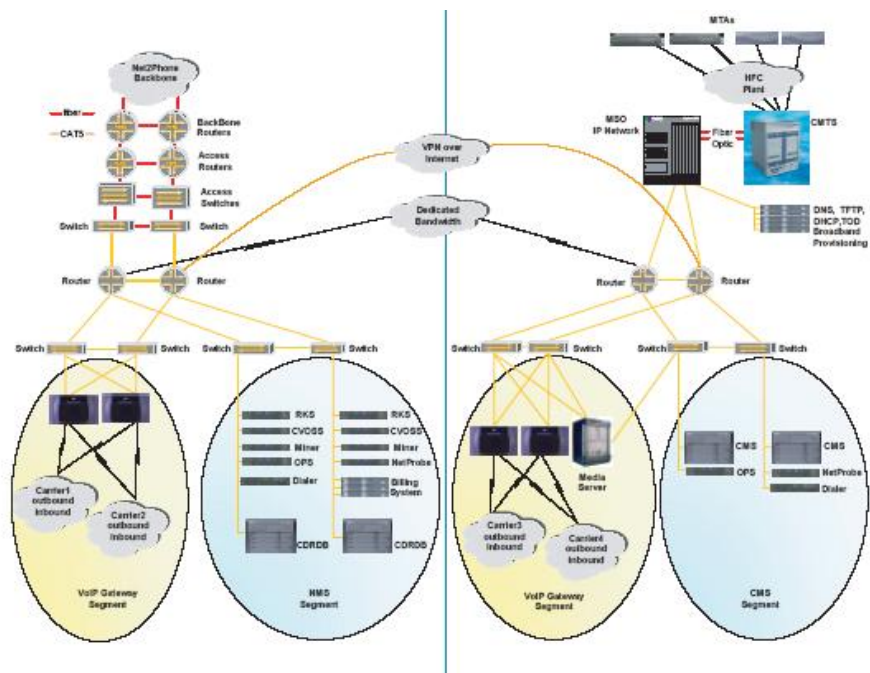 Net2Phone
Backbone
fiber
CAT5
BackBone
Routers
Access
Routers
Access
Switches
Switch
Switch
Router
Router
VPN over
Internet
Dedicated
Bandwidth
MTAs
HFC
Plant
MSO
IP Network
Fiber
Optic
CMTS
DNS, TFTP,
DHCP,TOD
Broadband
Provisioning
Router
Router
Switch
Switch
Switch
Carrier1
outbound
Inbound
Carrier2
outbound
Inbound
VoIP Gateway
Segment
RKS
CVOSS
Miner
OPS
Dialer
CDRDB
RKS
CVOSS
Miner
NetProbe
Billing
System
CDRDB
NMS
Segment
Switch
Switch
Switch
Media
Server
Carrier3
outbound
Inbound
Carrier4
outbound
Inbound
VoIP Gateway
Segment
CMS
OPS
CMS
NetProbe
Dialer
CMS
Segment